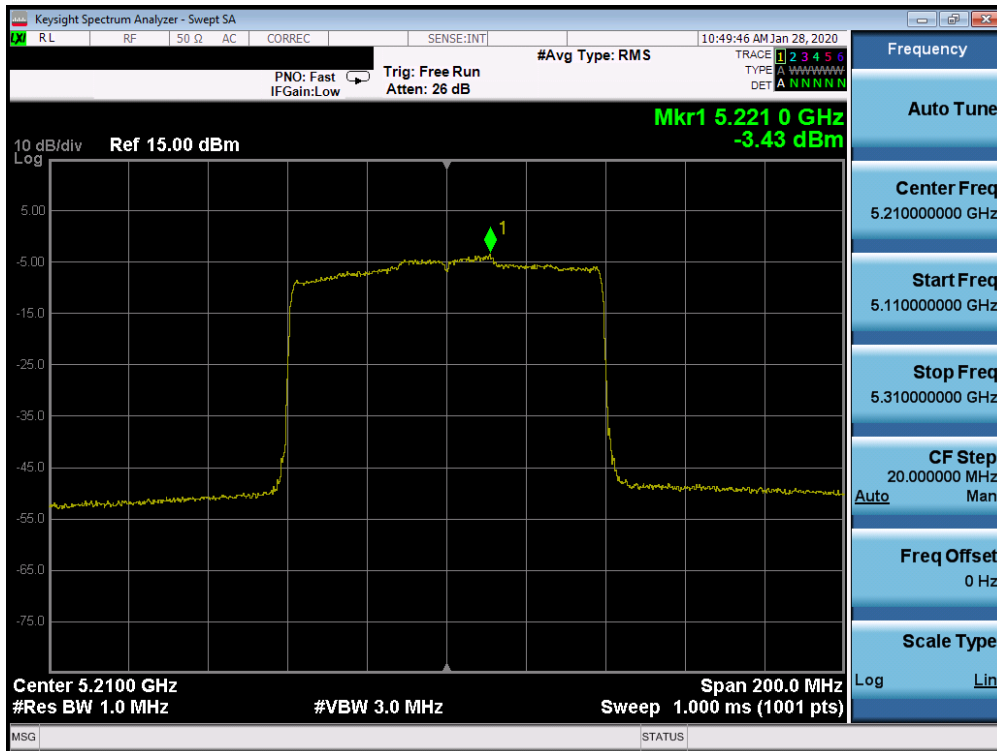 Keysight Spectrum Analyzer - Swept SA
LXI RL RF 50 Ω AC CORREC SENSE:INT 10:49:46 AM Jan 28, 2020
#Avg Type: RMS TRACE 1 2 3 4 5 6
PNO: Fast Trig: Free Run TYPE A WWWWW
IFGain:Low Atten: 26 dB DET A N N N N N
Mkr1 5.221 0 GHz
-3.43 dBm
10 dB/div Ref 15.00 dBm
Log
1
5.00
-5.00
-15.0
-25.0
-35.0
-45.0
-55.0
-65.0
-75.0
Center 5.2100 GHz Span 200.0 MHz
#Res BW 1.0 MHz #VBW 3.0 MHz Sweep 1.000 ms (1001 pts)
MSG STATUS
Frequency
Auto Tune
Center Freq
5.210000000 GHz
Start Freq
5.110000000 GHz
Stop Freq
5.310000000 GHz
CF Step
20.000000 MHz
Auto Man
Freq Offset
0 Hz
Scale Type
Log Lin